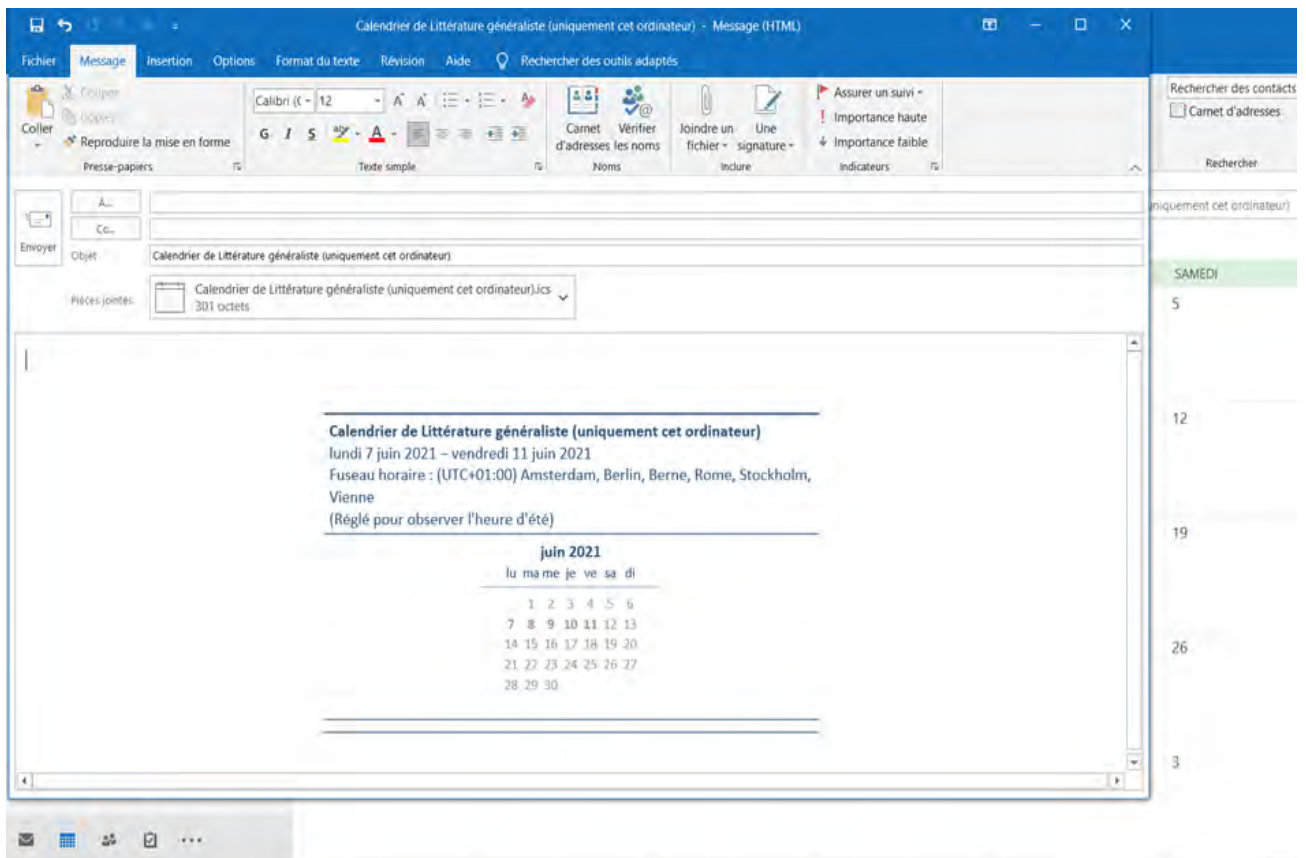 Calendrier de Littérature généraliste (uniquement cet ordinateur) - Message (HTML)
Fichier Message Insertion Options Format du texte Révision Aide Rechercher des outils adaptés
Coller
Couper
Copier
Reproduire la mise en forme
Presse-papiers
Calibri (C 12
G I S
Texte simple
Carnet d'adresses
Vérifier les noms
Noms
Joindre un fichier
Une signature
Inclure
Assurer un suivi
Importance haute
Importance faible
Indicateurs
Rechercher des contacts
Carnet d'adresses
Rechercher
Envoyer
À...
Cc...
Objet Calendrier de Littérature généraliste (uniquement cet ordinateur)
Pièces jointes Calendrier de Littérature généraliste (uniquement cet ordinateur).ics
301 octets
niquement cet ordinateur)
Calendrier de Littérature généraliste (uniquement cet ordinateur)
lundi 7 juin 2021 – vendredi 11 juin 2021
Fuseau horaire : (UTC+01:00) Amsterdam, Berlin, Berne, Rome, Stockholm,
Vienne
(Réglé pour observer l'heure d'été)
juin 2021
lu ma me je ve sa di
1 2 3 4 5 6
7 8 9 10 11 12 13
14 15 16 17 18 19 20
21 22 23 24 25 26 27
28 29 30
SAMEDI
5
12
19
26
3